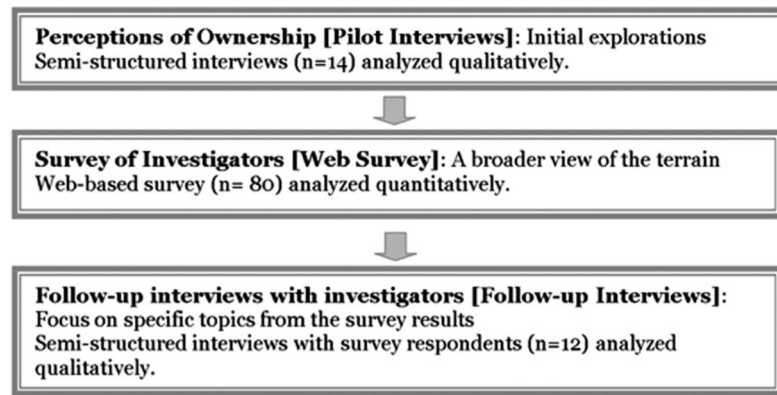 Perceptions of Ownership [Pilot Interviews]: Initial explorations
Semi-structured interviews (n=14) analyzed qualitatively.
Survey of Investigators [Web Survey]: A broader view of the terrain
Web-based survey (n= 80) analyzed quantitatively.
Follow-up interviews with investigators [Follow-up Interviews]:
Focus on specific topics from the survey results
Semi-structured interviews with survey respondents (n=12) analyzed
qualitatively.